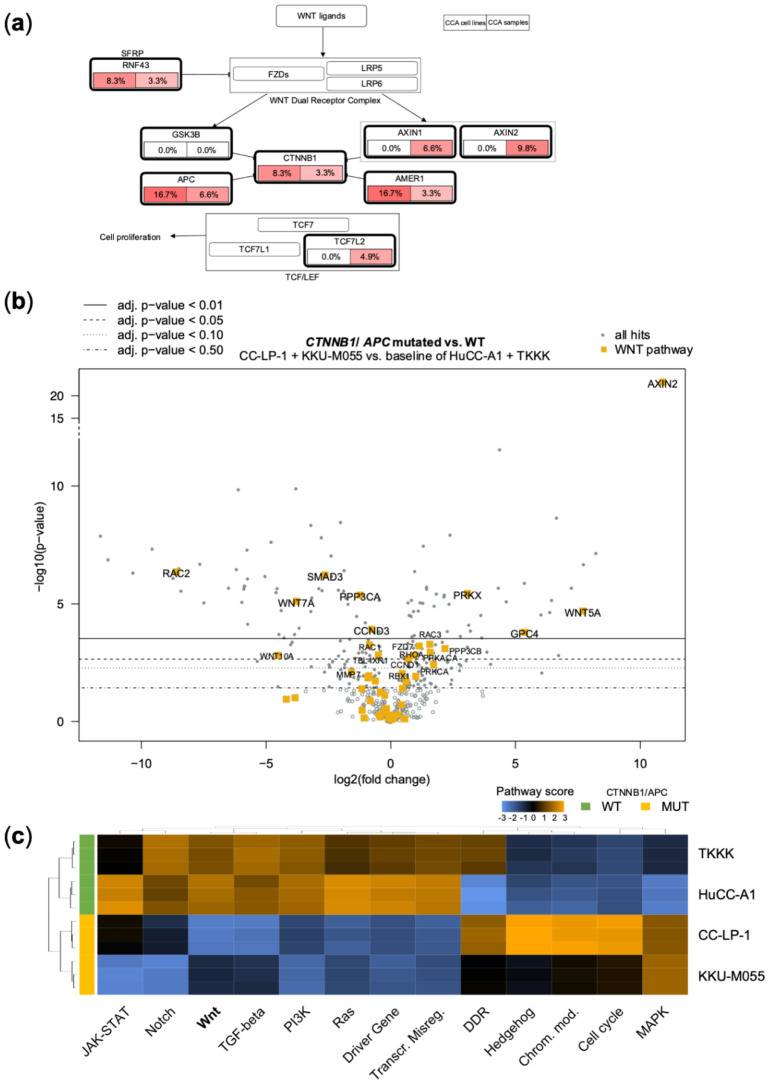 (a)
WNT ligands
CCA cell lines CCA samples
SFRP
RNF43
8.3% 3.3%
FZDs
LRP5
LRP6
WNT Dual Receptor Complex
GSK3B
0.0% 0.0%
AXIN1
0.0% 6.6%
AXIN2
0.0% 9.8%
CTNNB1
8.3% 3.3%
APC
16.7% 6.6%
AMER1
16.7% 3.3%
TCF7
Cell proliferation
TCF7L1
TCF7L2
0.0% 4.9%
TCF/LEF
(b)
adj. p-value < 0.01
adj. p-value < 0.05
adj. p-value < 0.10
adj. p-value < 0.50
CTNNB1/ APC mutated vs. WT
CC-LP-1 + KKU-M055 vs. baseline of HuCC-A1 + TKKK
all hits
WNT pathway
−log10(p−value)
20
15
10
5
0
AXIN2
RAC2
SMAD3
WNT7A
PPP3CA
PRKX
WNT5A
CCND3
GPC4
RAC3
RAC1
FZD7
PPP3CB
WNT10A
TBL1XR1
RHOA
PRKACA
CCND1
MMP7
RBX1
PRKCA
−10 −5 0 5 10
log2(fold change)
Pathway score
-3 -2 -1 0 1 2 3
CTNNB1/APC
WT
MUT
(c)
TKKK
HuCC-A1
CC-LP-1
KKU-M055
JAK-STAT
Notch
Wnt
TGF-beta
PI3K
Ras
Driver Gene
Transcr. Misreg.
DDR
Hedgehog
Chrom. mod.
Cell cycle
MAPK